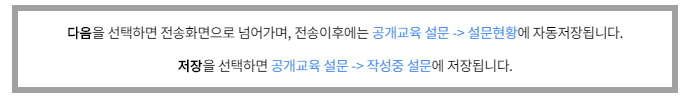 다음을 선택하면 전송화면으로 넘어가며, 전송이후에는 공개교육 설문 -> 설문현황에 자동저장됩니다.
저장을 선택하면 공개교육 설문 -> 작성중 설문에 저장됩니다.